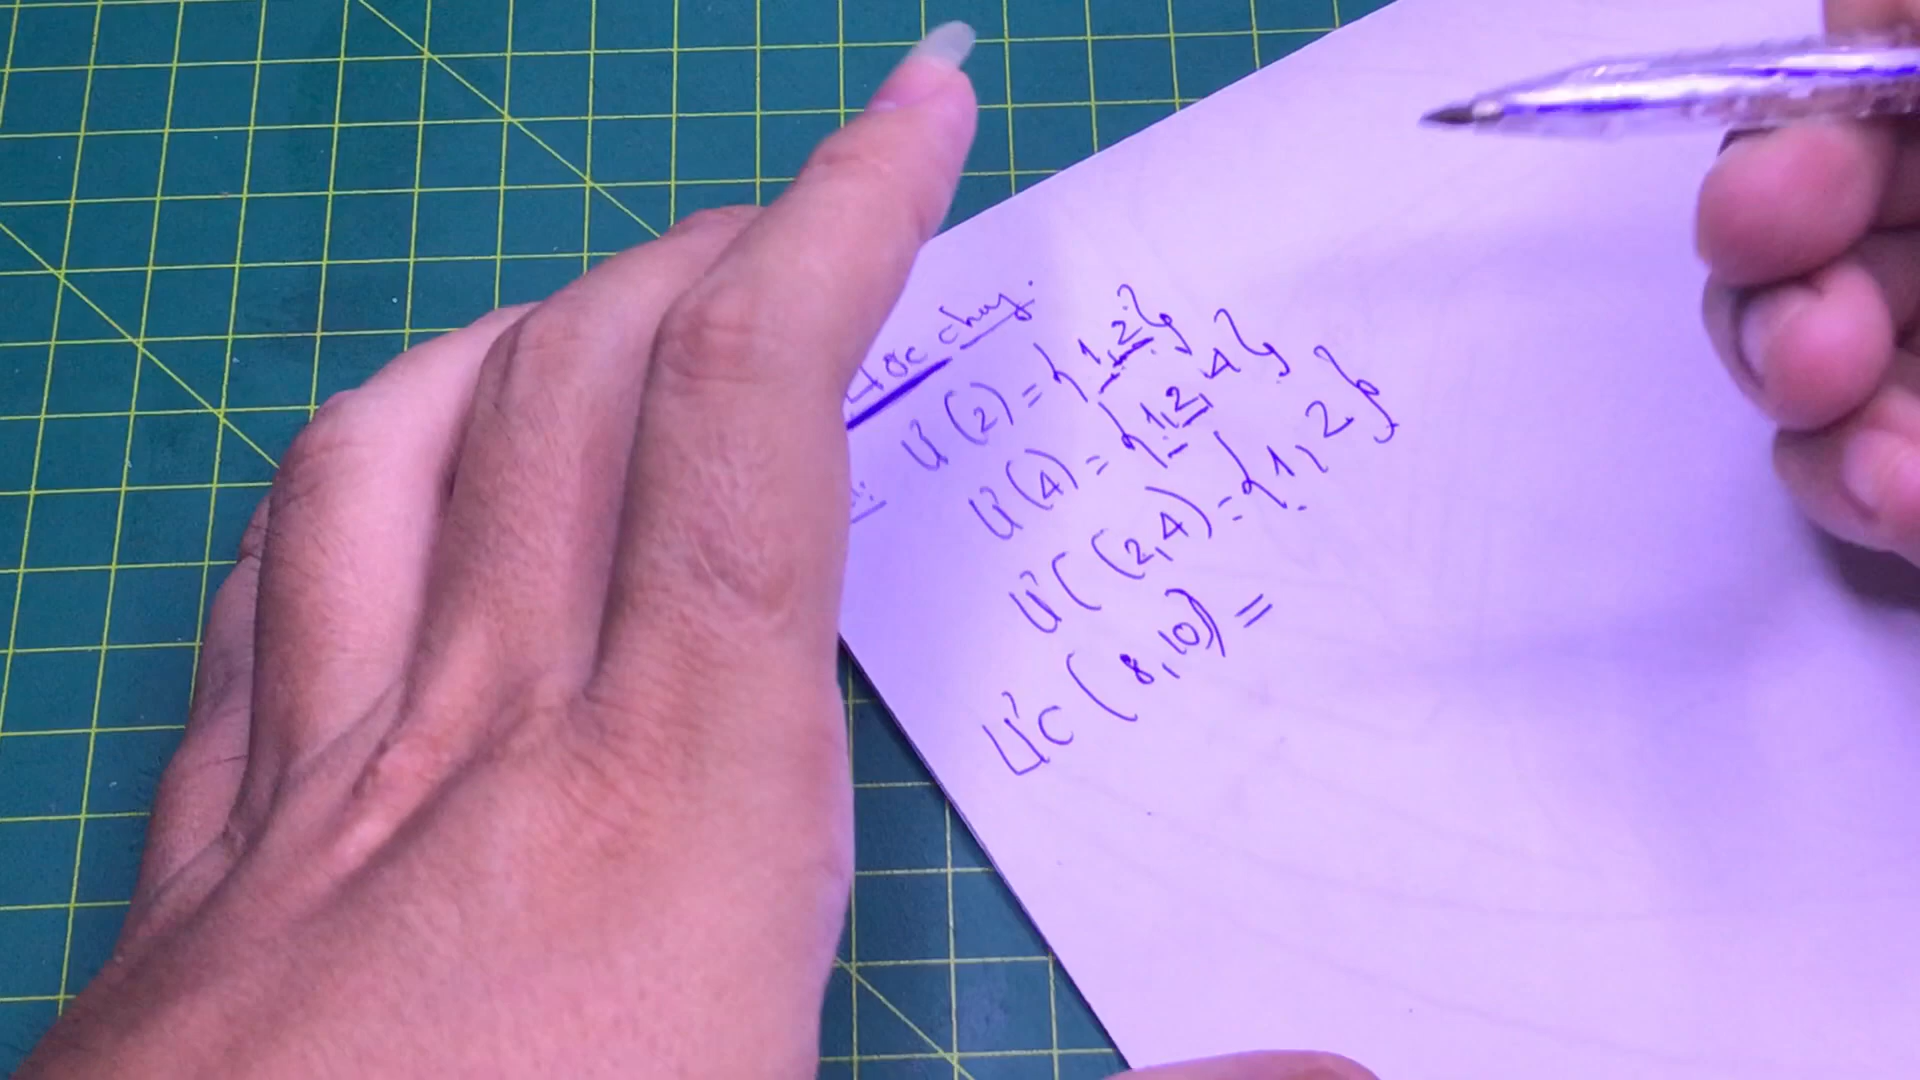 Ước chung.
Ư(2) = {1,2}
Ư(4) = {1,2,4}
ƯC(2,4) = {1,2}
ƯC(8,10) =